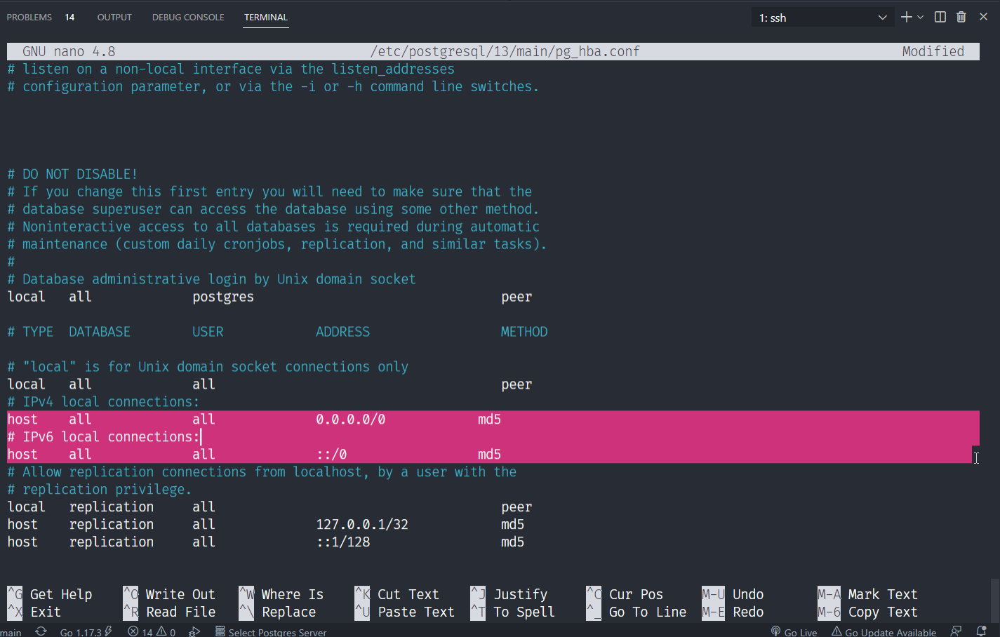 PROBLEMS 14 OUTPUT DEBUG CONSOLE TERMINAL 1: ssh
GNU nano 4.8 /etc/postgresql/13/main/pg_hba.conf Modified
# listen on a non-local interface via the listen_addresses
# configuration parameter, or via the -i or -h command line switches.
# DO NOT DISABLE!
# If you change this first entry you will need to make sure that the
# database superuser can access the database using some other method.
# Noninteractive access to all databases is required during automatic
# maintenance (custom daily cronjobs, replication, and similar tasks).
#
# Database administrative login by Unix domain socket
local all postgres peer
# TYPE DATABASE USER ADDRESS METHOD
# "local" is for Unix domain socket connections only
local all all peer
# IPv4 local connections:
host all all 0.0.0.0/0 md5
# IPv6 local connections:
host all all ::/0 md5
# Allow replication connections from localhost, by a user with the
# replication privilege.
local replication all peer
host replication all 127.0.0.1/32 md5
host replication all ::1/128 md5
^G Get Help ^O Write Out ^W Where Is ^K Cut Text ^J Justify ^C Cur Pos M-U Undo M-A Mark Text
^X Exit ^R Read File ^\ Replace ^U Paste Text ^T To Spell ^_ Go To Line M-E Redo M-6 Copy Text
main Go 1.17.3 14 0 Select Postgres Server Go Live Go Update Available